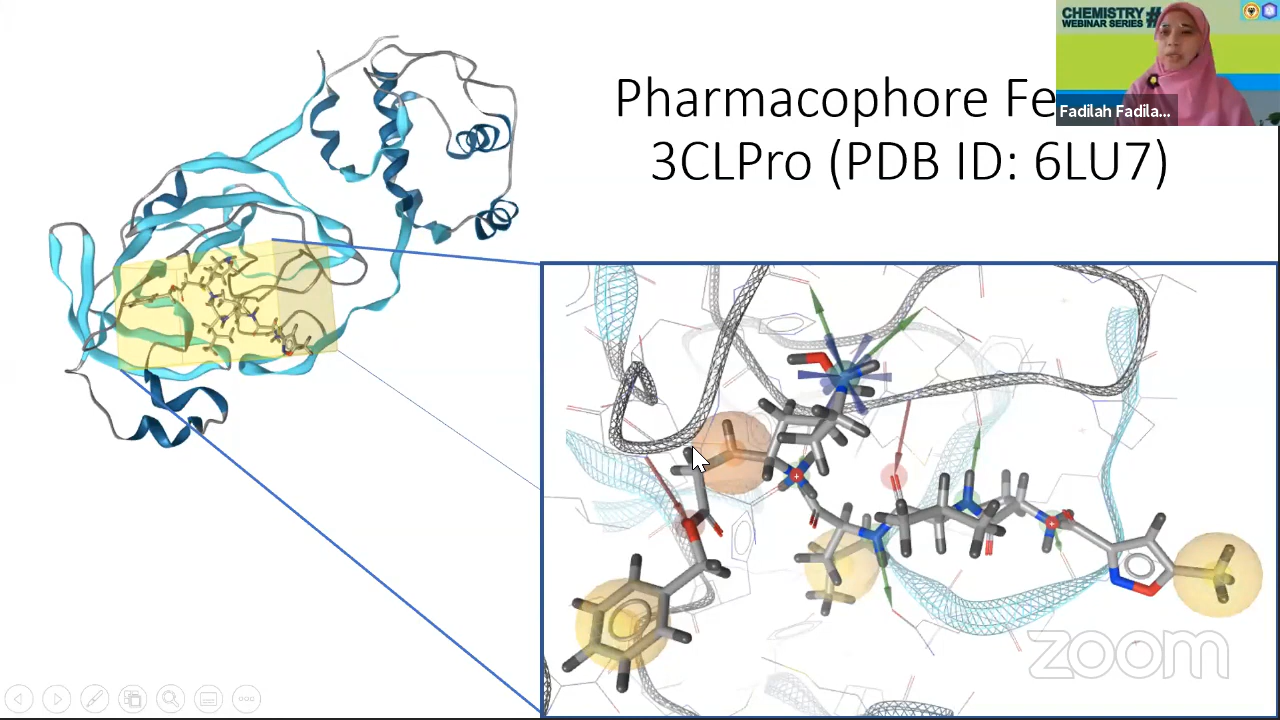 Pharmacophore Fe
3CLPro (PDB ID: 6LU7)
CHEMISTRY #
WEBINAR SERIES
Fadilah Fadila...
zoom